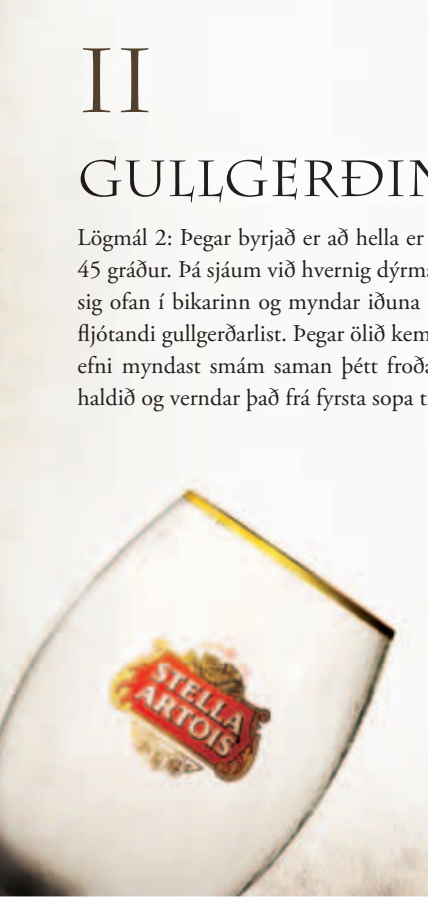 II
GULLGERÐIN
Lögmál 2: Þegar byrjað er að hella er
45 gráður. Þá sjáum við hvernig dýrma
sig ofan í bikarinn og myndar iðuna
fljótandi gullgerðarlist. Þegar ölið kem
efni myndast smám saman þétt froða
haldið og verndar það frá fyrsta sopa t
STELLA
ARTOIS